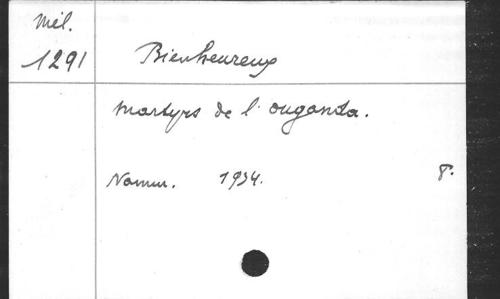 Mél.
1291
Bienheureux
martyrs de l'ouganda.
Namur. 1934. 8°.